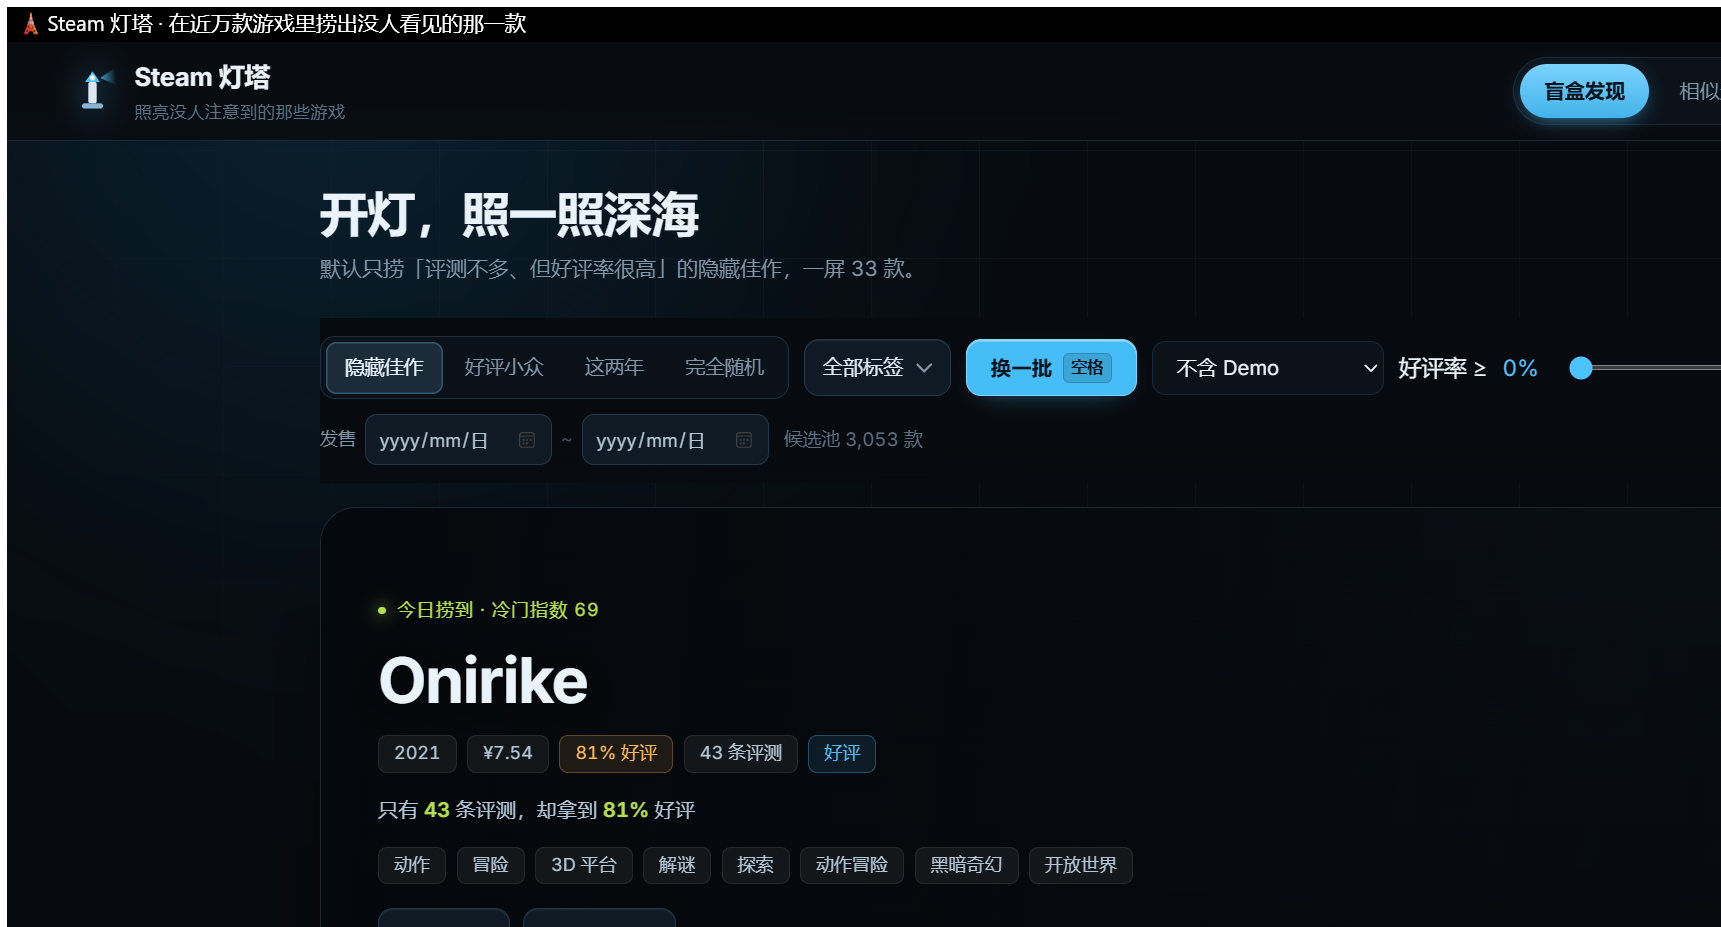 Steam 灯塔 · 在近万款游戏里捞出没人看见的那一款
Steam 灯塔
照亮没人注意到的那些游戏
盲盒发现 相似
开灯，照一照深海
默认只捞「评测不多、但好评率很高」的隐藏佳作，一屏 33 款。
隐藏佳作 好评小众 这两年 完全随机 全部标签 换一批 空格 不含 Demo 好评率 ≥ 0%
发售 yyyy/mm/日 ~ yyyy/mm/日 候选池 3,053 款
今日捞到 · 冷门指数 69
Onirike
2021 ¥7.54 81% 好评 43 条评测 好评
只有 43 条评测，却拿到 81% 好评
动作 冒险 3D 平台 解谜 探索 动作冒险 黑暗奇幻 开放世界